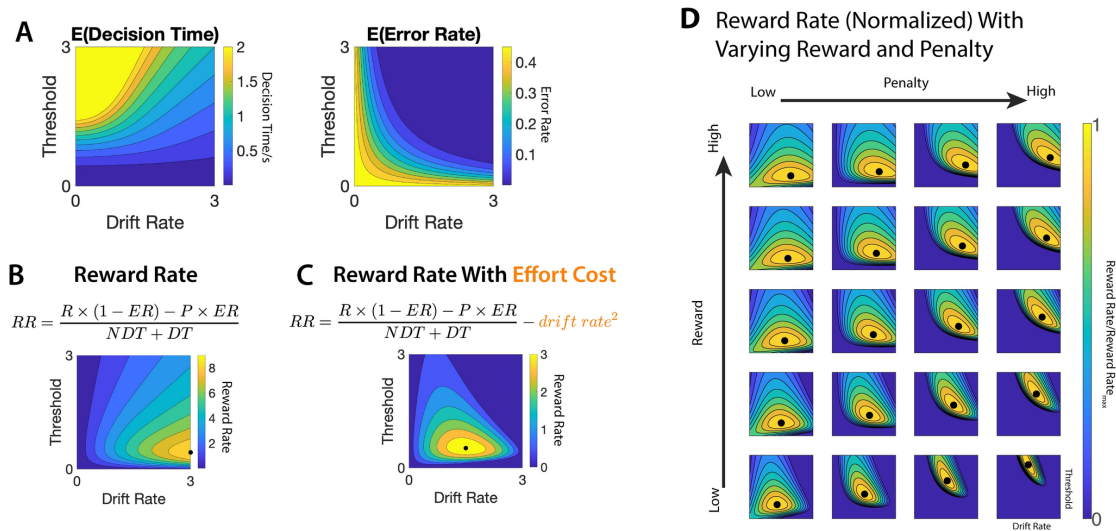 A
E(Decision Time)
3
Threshold
0
0
3
Drift Rate
2
1.5
1
0.5
Decision Time/s
E(Error Rate)
3
Threshold
0
0
3
Drift Rate
0.4
0.3
0.2
0.1
Error Rate
B Reward Rate
RR = R × (1 − ER) − P × ER / NDT + DT
3
Threshold
0
0
3
Drift Rate
8
6
4
2
Reward Rate
C Reward Rate With Effort Cost
RR = R × (1 − ER) − P × ER / NDT + DT − drift rate²
3
Threshold
0
0
3
Drift Rate
3
2
1
0
Reward Rate
D Reward Rate (Normalized) With
Varying Reward and Penalty
Penalty
Low
High
High
Reward
Low
1
Reward Rate/Reward Rate max
0
Threshold
Drift Rate